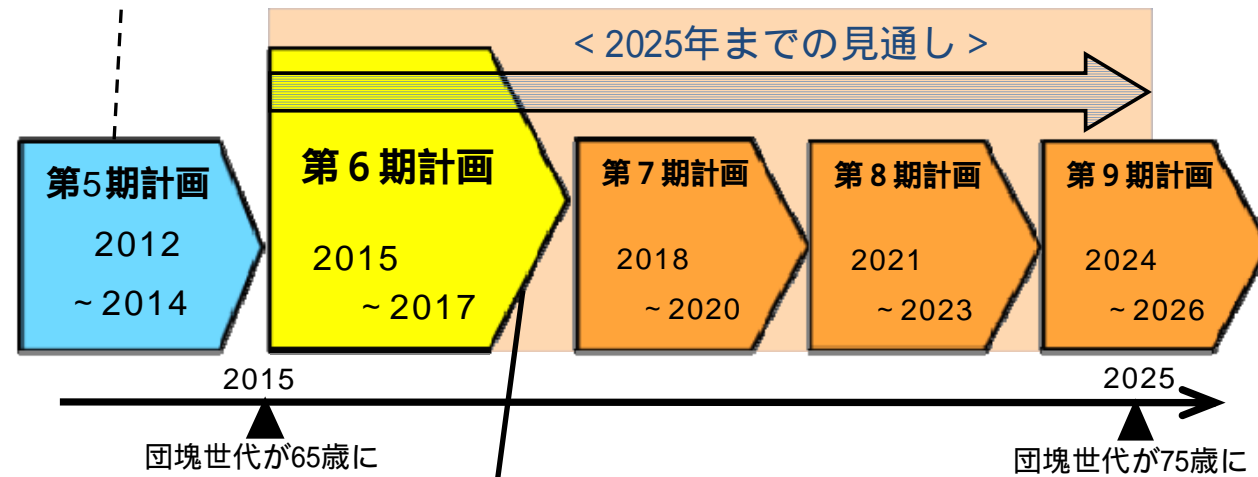 ＜2025年までの見通し＞
第5期計画
2012
~2014
第６期計画
2015
~2017
第７期計画
2018
~2020
第８期計画
2021
~2023
第９期計画
2024
~2026
2015
2025
団塊世代が65歳に
団塊世代が75歳に